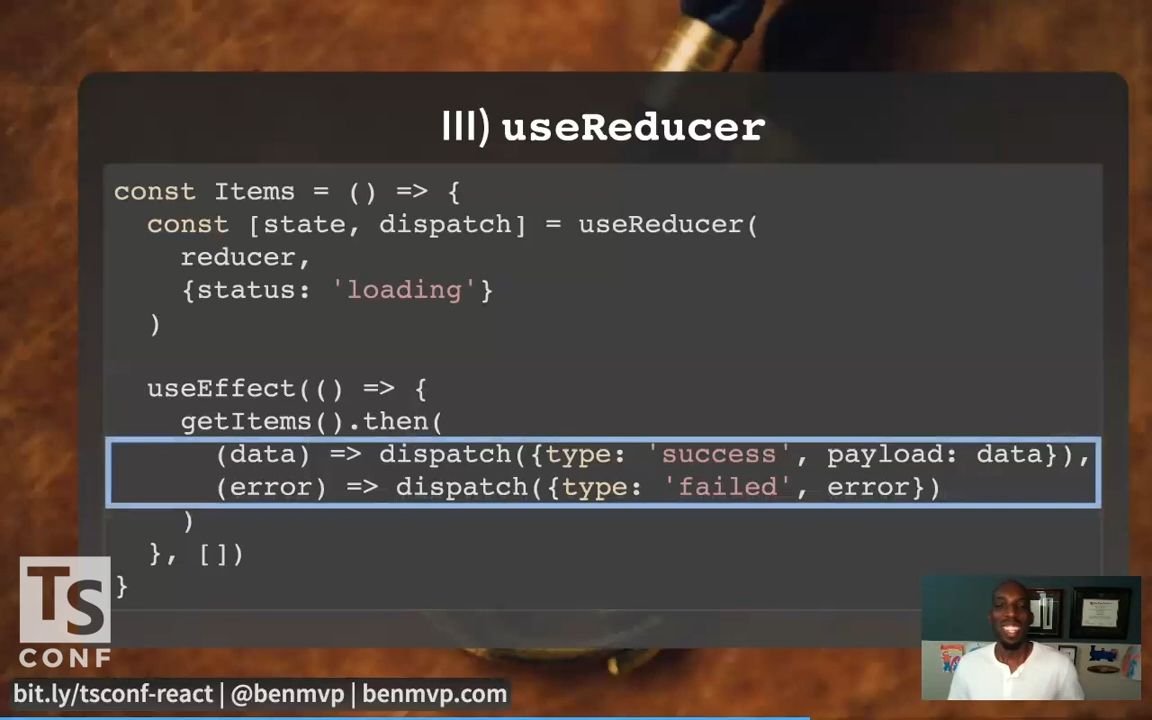 III) useReducer
const Items = () => {
const [state, dispatch] = useReducer(
reducer,
{status: 'loading'}
)
useEffect(() => {
getItems().then(
(data) => dispatch({type: 'success', payload: data}),
(error) => dispatch({type: 'failed', error})
)
}, [])
}
TS
CONF
bit.ly/tsconf-react | @benmvp | benmvp.com